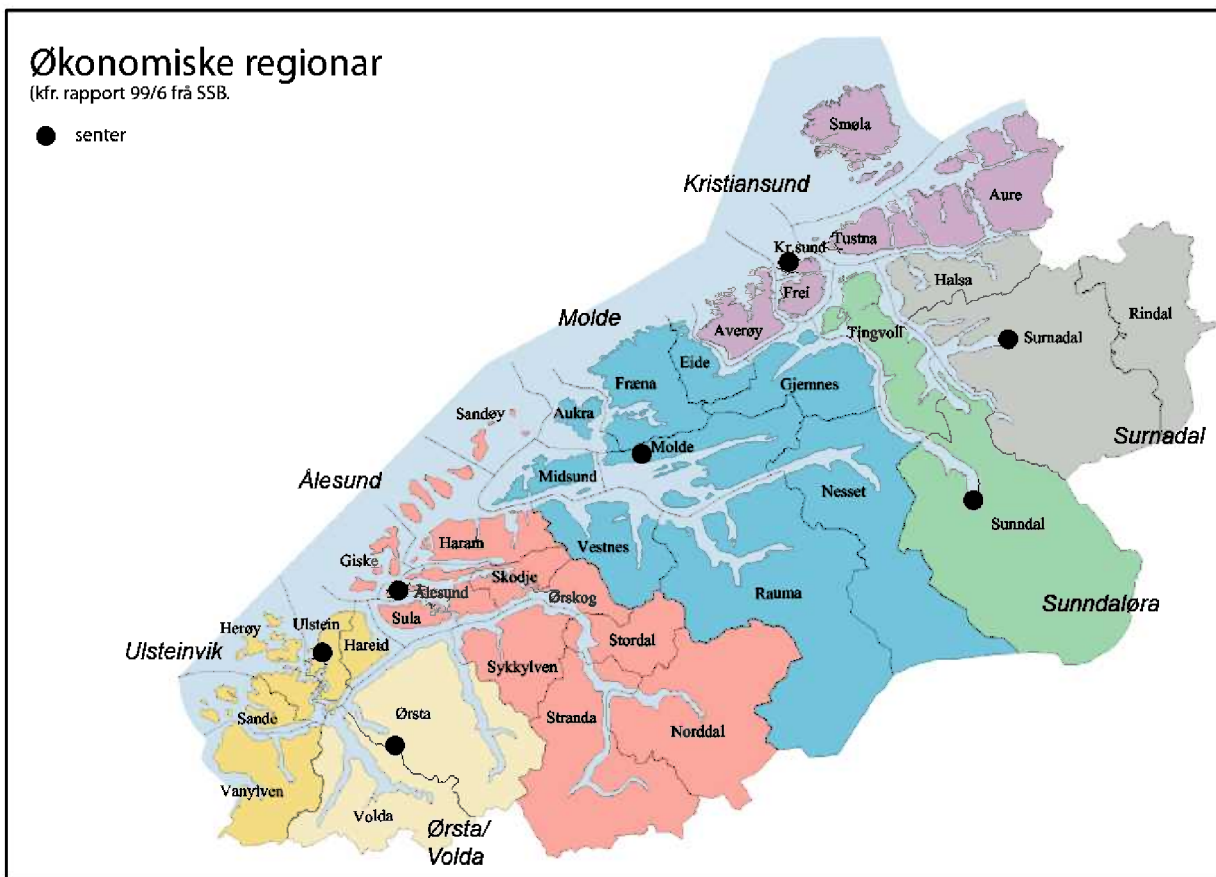 Økonomiske regionar
(kfr. rapport 99/6 frå SSB.
senter
Smøla
Kristiansund
Aure
Tustna
Kr.sund
Halsa
Frei
Rindal
Molde
Averøy
Tjngvoll
Surnadal
Eide
Fræna
Gjemnes
Sandøy
Aukra
Surnadal
Molde
Ålesund
Midsund
Nesset
Sunndal
Haram
Vestnes
Giske
Skodje
Ålesund
Rauma
Ørskog
Sunndaløra
Sula
Herøy
Ulstein
Hareid
Stordal
Ulsteinvik
Sykkylven
Ørsta
Sande
Stranda
Norddal
Vanylven
Volda
Ørsta/
Volda